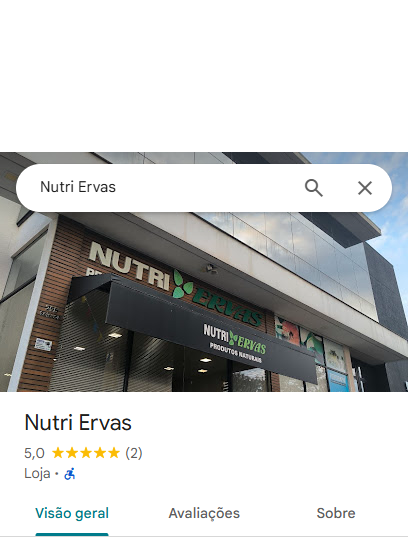 Nutri Ervas
NUTRI ERVAS
NUTRI ERVAS
PRODUTOS NATURAIS
Nutri Ervas
5,0 (2)
Loja ·
Visão geral
Avaliações
Sobre